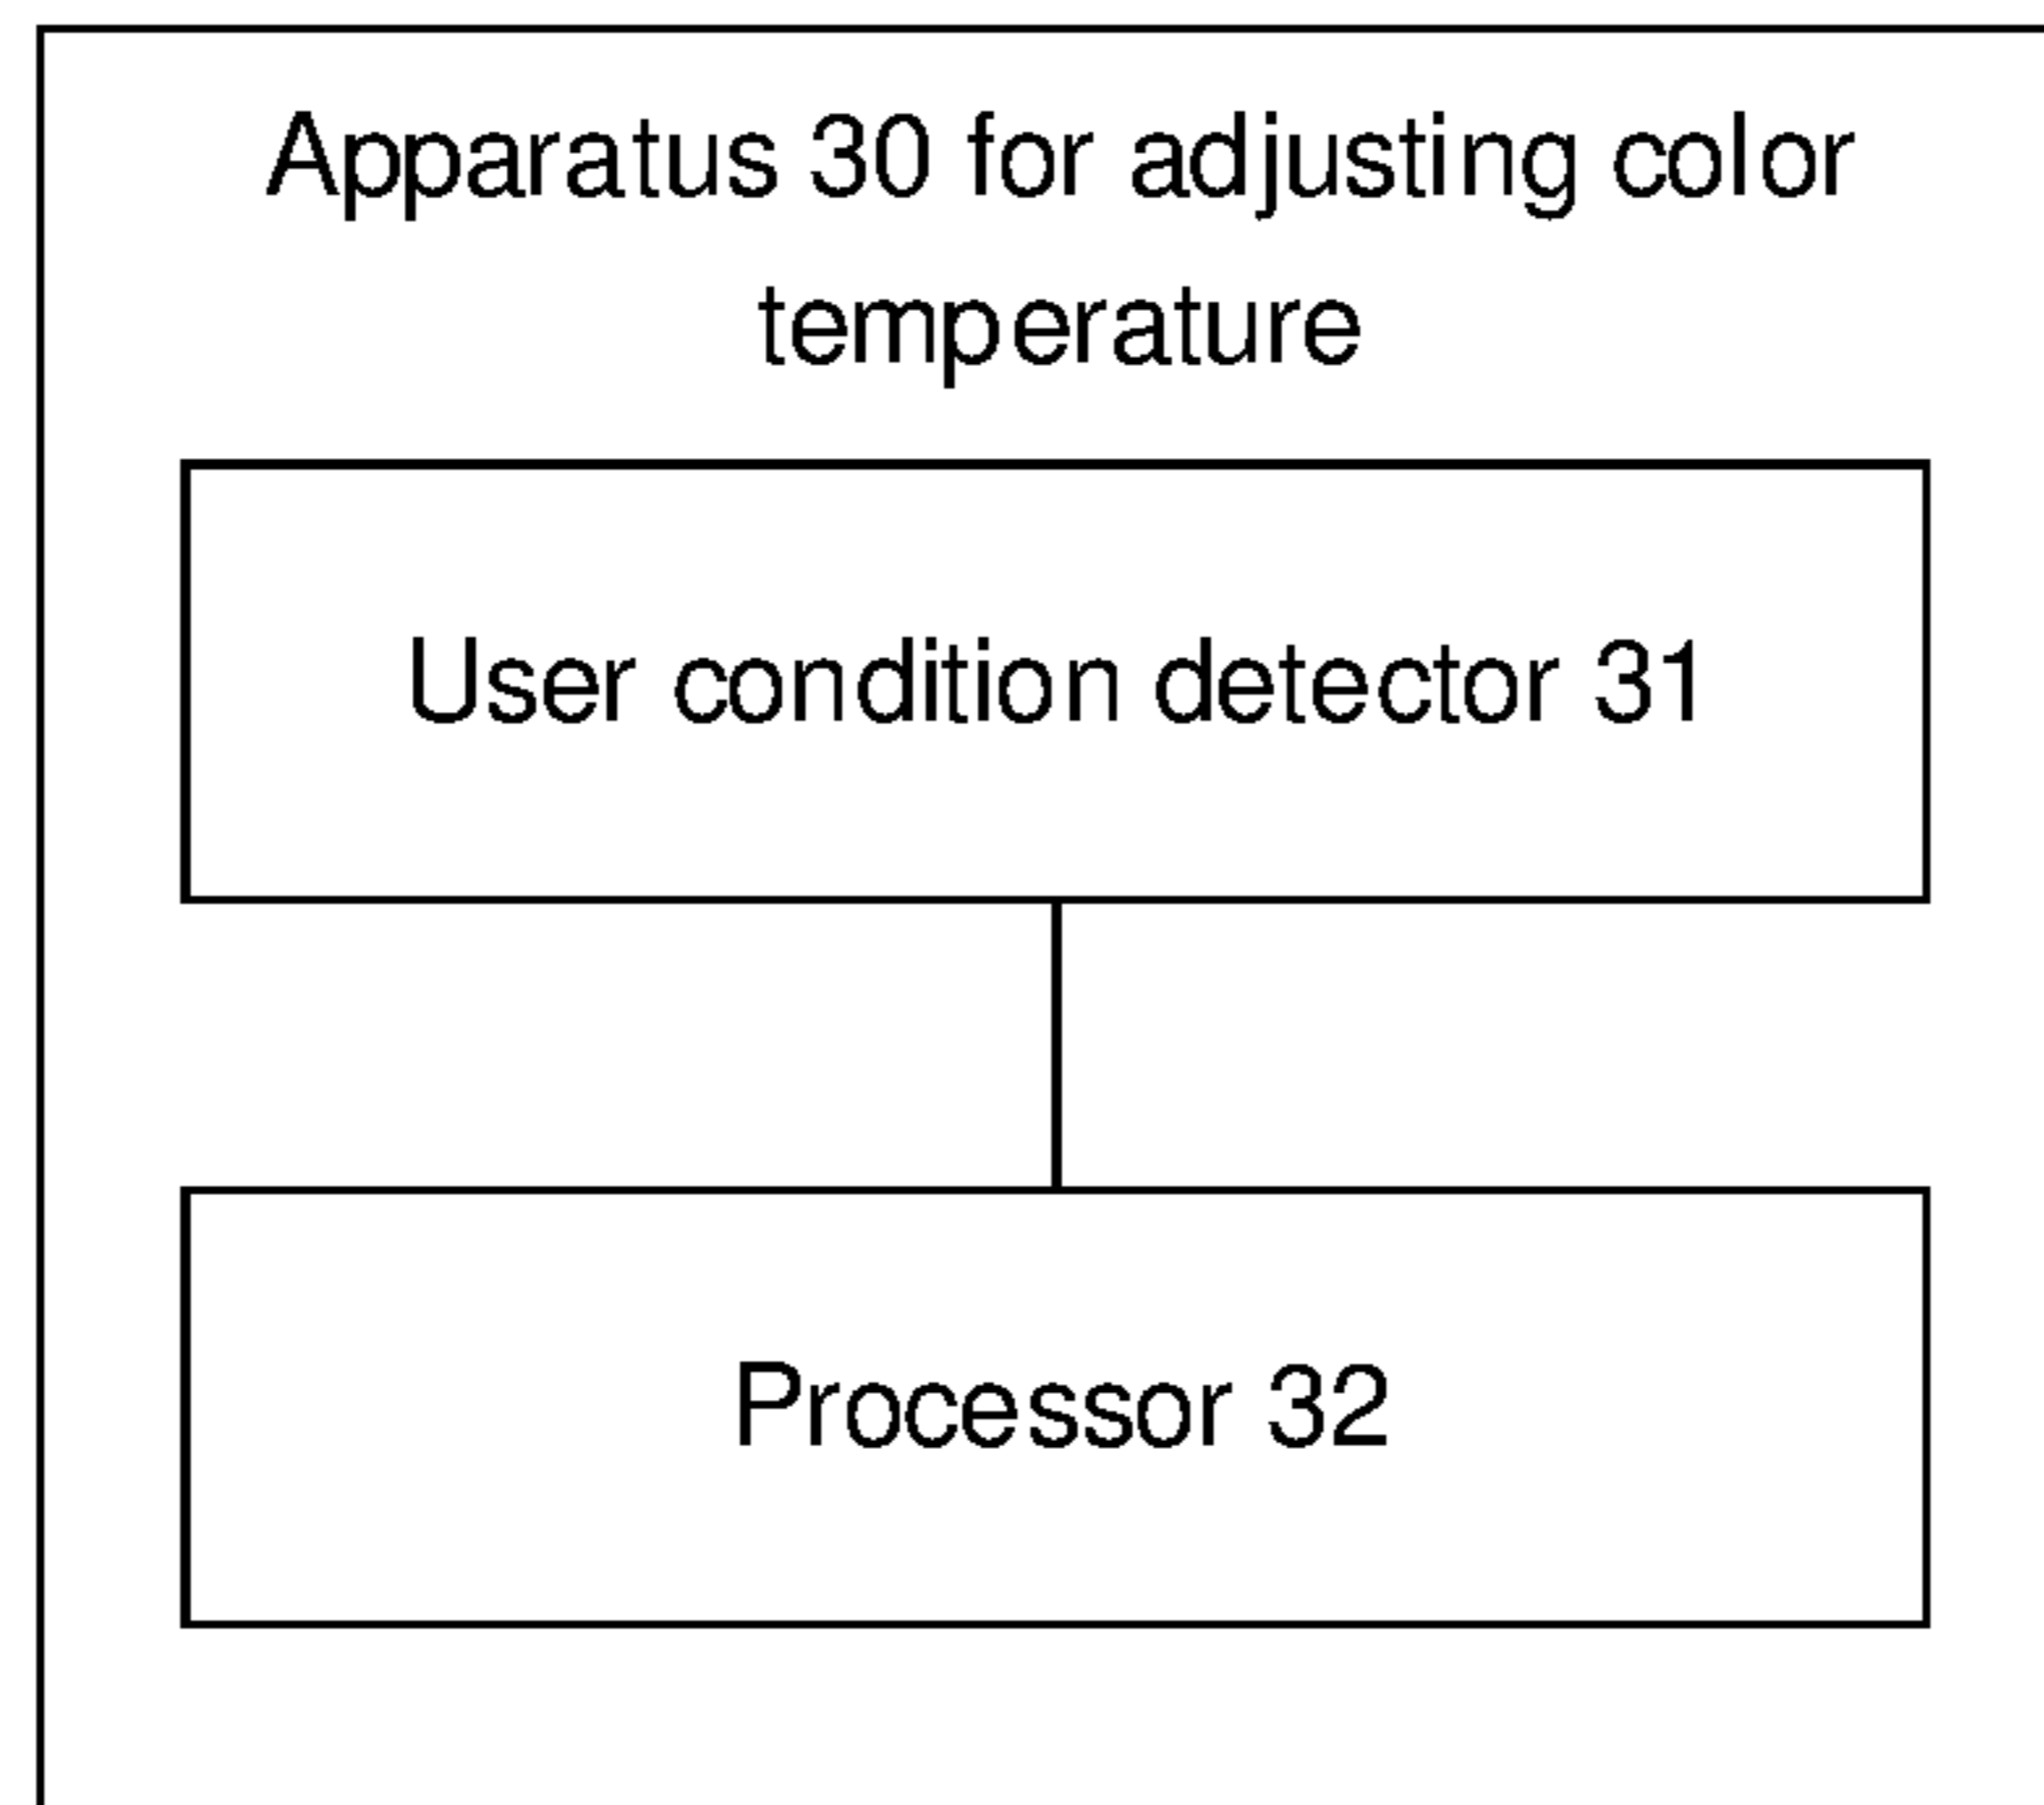 Apparatus 30 for adjusting color
temperature
User condition detector 31
Processor 32